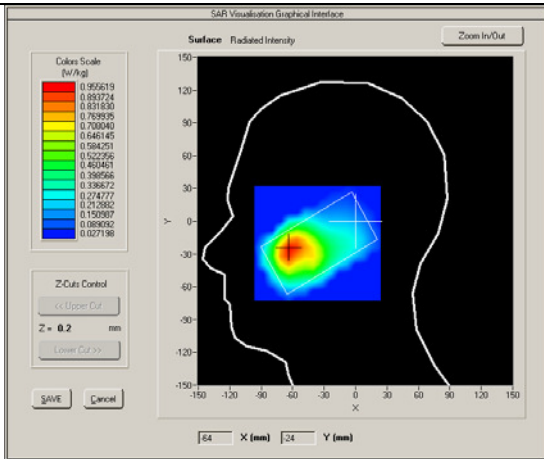 SAR Visualisation Graphical Interface
Surface Radiated Intensity
Zoom In/Out
Colors Scale
(W/kg)
0.955619
0.893724
0.831830
0.769935
0.708040
0.646145
0.584251
0.522356
0.460461
0.398566
0.336672
0.274777
0.212882
0.150987
0.089092
0.027198
Z-Cuts Control
<< Upper Cut
Z = 0.2 mm
Lower Cut >>
SAVE Cancel
150
120
90
60
30
0
-30
-60
-90
-120
-150
Y
-150 -120 -90 -60 -30 0 30 60 90 120 150
X
-64 X (mm) -24 Y (mm)